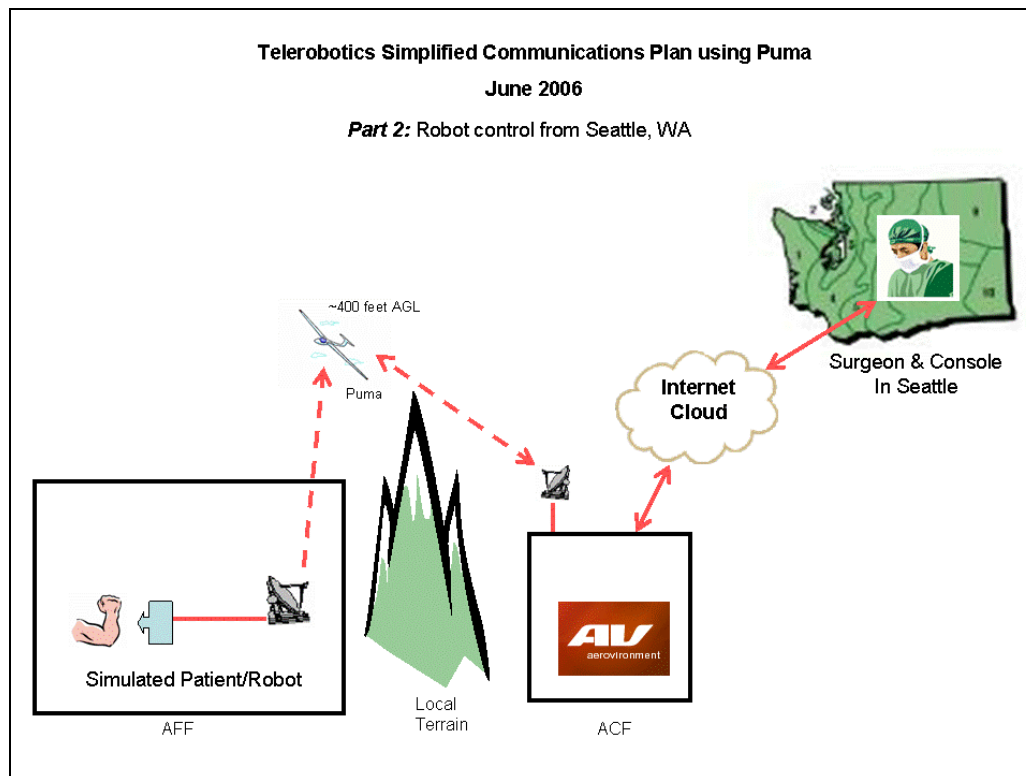 Telerobotics Simplified Communications Plan using Puma
June 2006
Part 2: Robot control from Seattle, WA
~400 feet AGL
Puma
Internet
Cloud
Surgeon & Console
In Seattle
Simulated Patient/Robot
AFF
Local
Terrain
AV
aerovironment
ACF